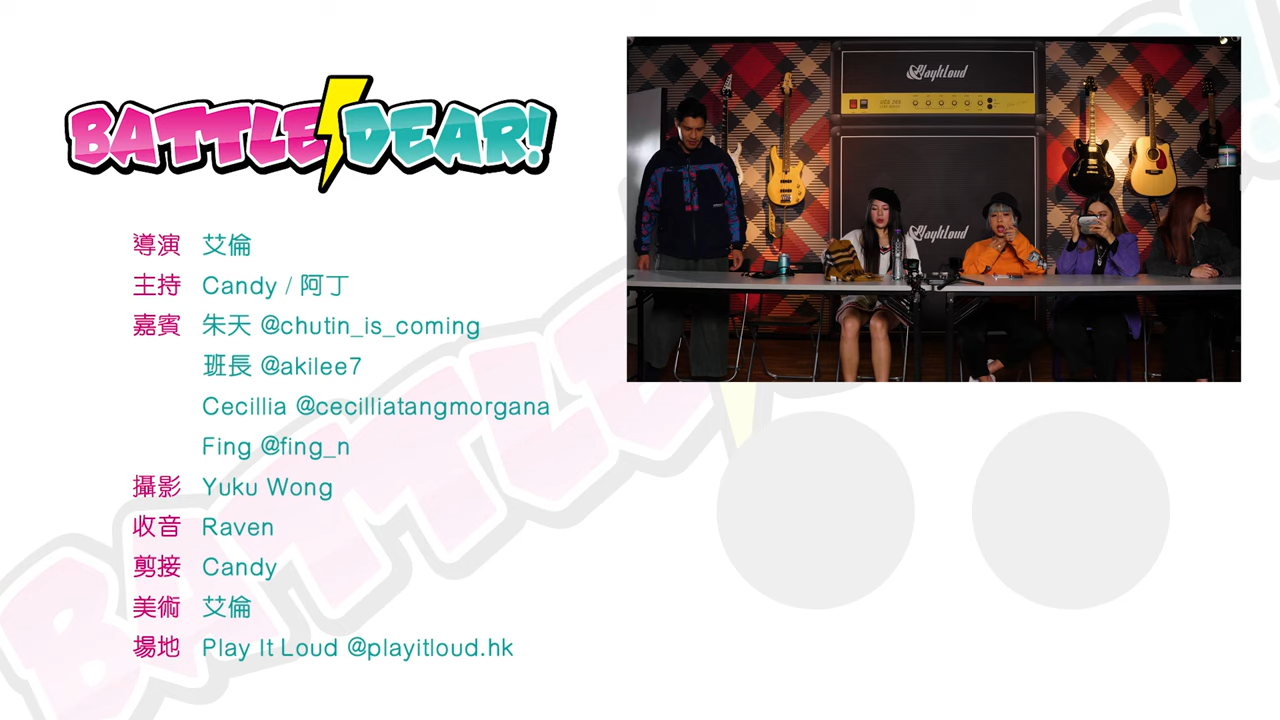 BATTLE DEAR!
導演 艾倫
主持 Candy / 阿丁
嘉賓 朱天 @chutin_is_coming
班長 @akilee7
Cecillia @cecilliatangmorgana
Fing @fing_n
攝影 Yuku Wong
收音 Raven
剪接 Candy
美術 艾倫
場地 Play It Loud @playitloud.hk
PlayItLoud
PlayItLoud